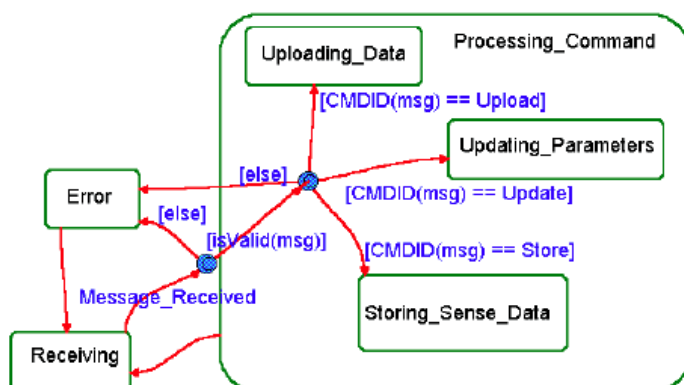 Uploading_Data
Processing_Command
[CMDID(msg) == Upload]
Updating_Parameters
[else]
Error
[CMDID(msg) == Update]
[else]
[isValid(msg)]
[CMDID(msg) == Store]
Message_Received
Storing_Sense_Data
Receiving